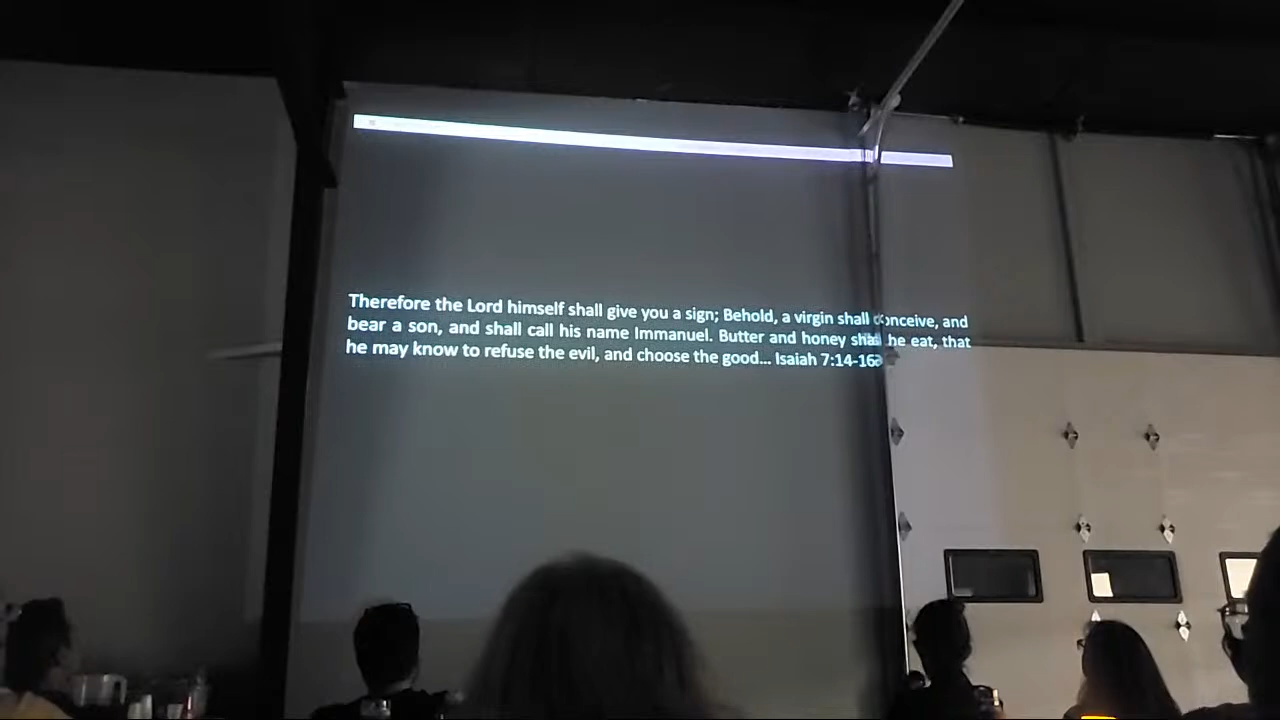 Therefore the Lord himself shall give you a sign; Behold, a virgin shall conceive, and
bear a son, and shall call his name Immanuel. Butter and honey shall he eat, that
he may know to refuse the evil, and choose the good... Isaiah 7:14-16a